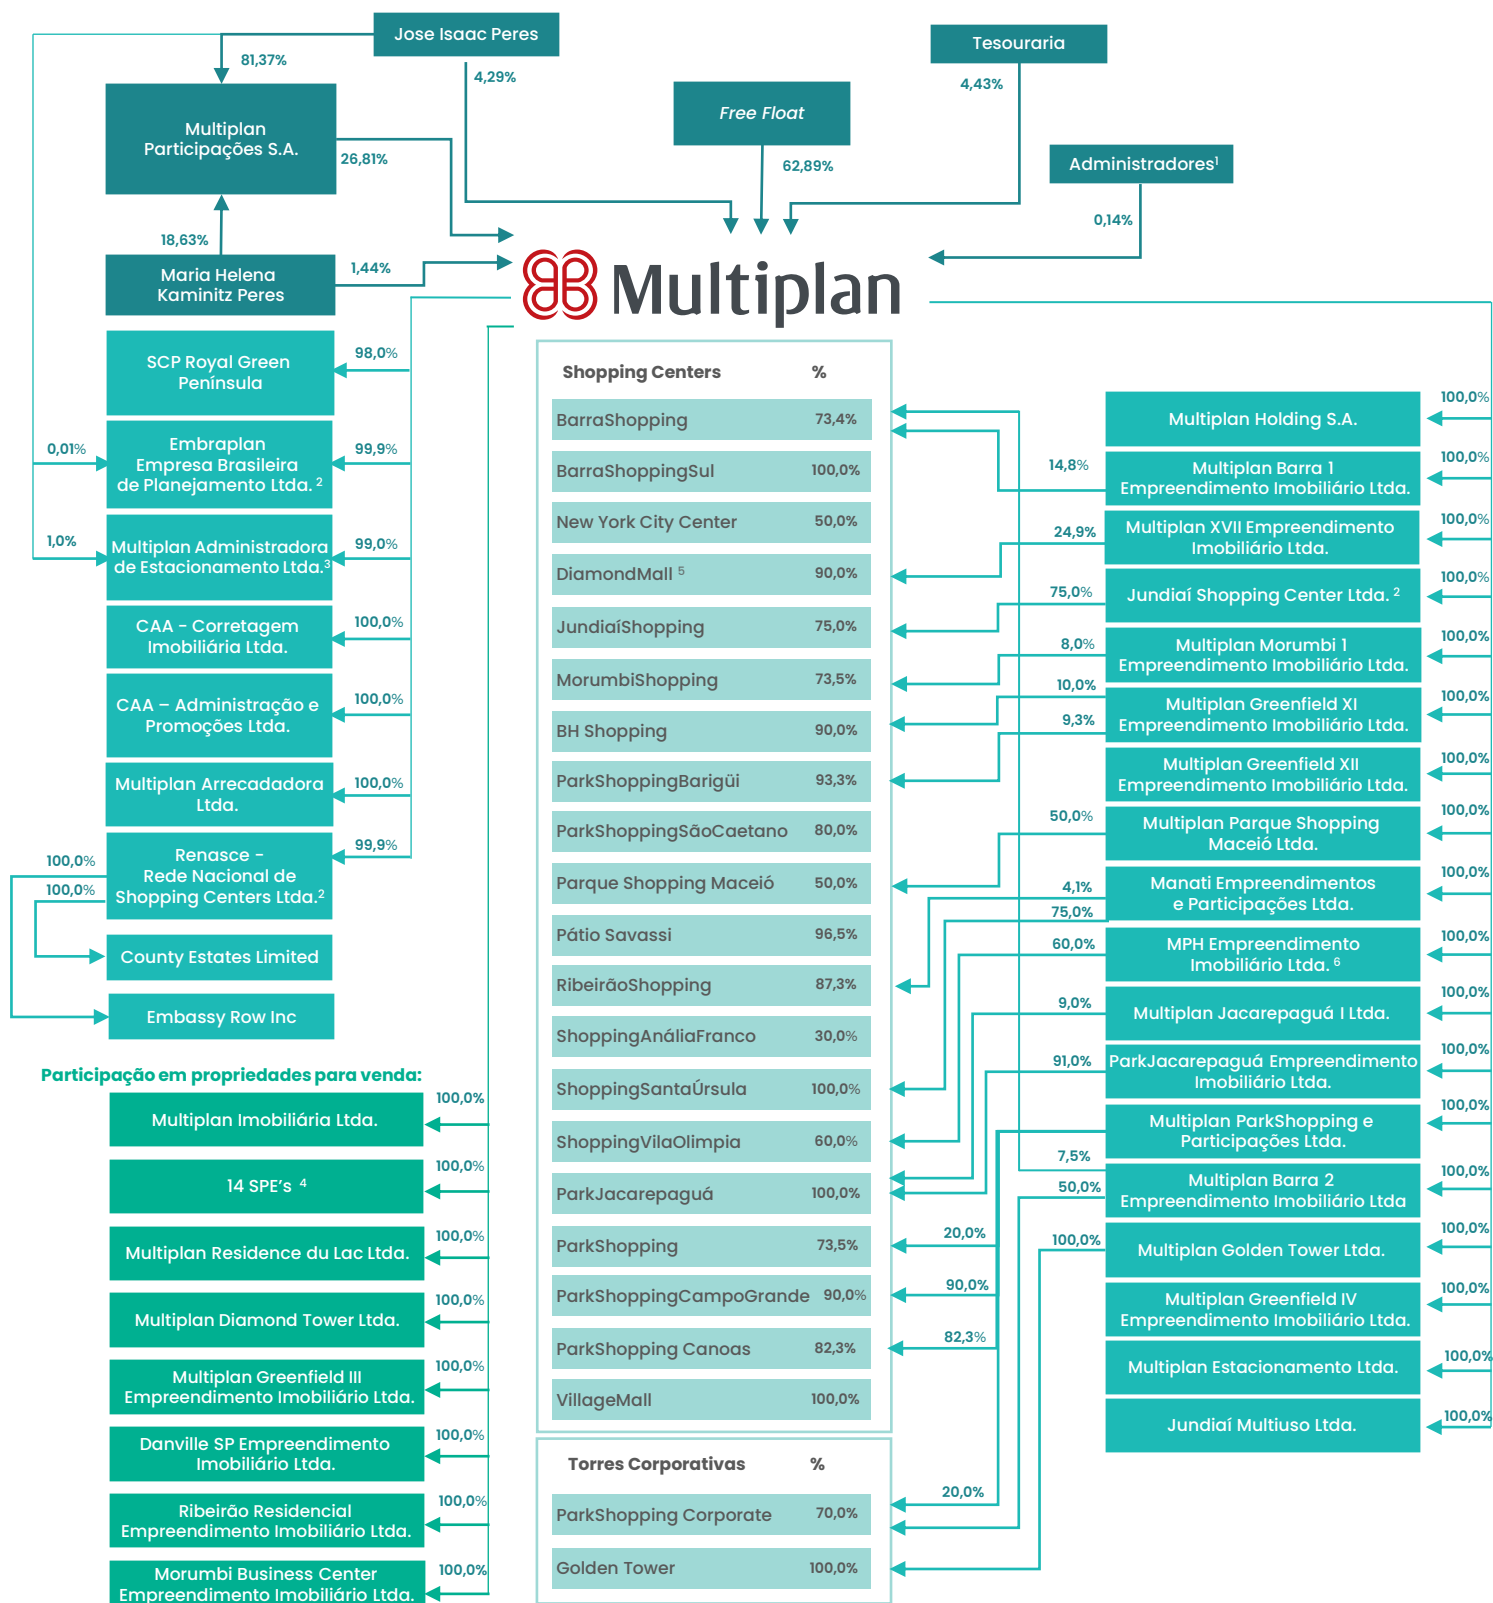 Jose Isaac Peres
81,37%
4,29%
Tesouraria
4,43%
Free Float
62,89%
Multiplan
Participações S.A.
26,81%
Administradores¹
0,14%
18,63%
Maria Helena
Kaminitz Peres
1,44%
Multiplan
SCP Royal Green
Península
98,0%
0,01%
Embraplan
Empresa Brasileira
de Planejamento Ltda. ²
99,9%
1,0%
Multiplan Administradora
de Estacionamento Ltda.³
99,0%
CAA - Corretagem
Imobiliária Ltda.
100,0%
CAA – Administração e
Promoções Ltda.
100,0%
Multiplan Arrecadadora
Ltda.
100,0%
Renasce -
Rede Nacional de
Shopping Centers Ltda.²
99,9%
100,0%
100,0%
County Estates Limited
Embassy Row Inc
Participação em propriedades para venda:
Multiplan Imobiliária Ltda.
100,0%
14 SPE's ⁴
100,0%
Multiplan Residence du Lac Ltda.
100,0%
Multiplan Diamond Tower Ltda.
100,0%
Multiplan Greenfield III
Empreendimento Imobiliário Ltda.
100,0%
Danville SP Empreendimento
Imobiliário Ltda.
100,0%
Ribeirão Residencial
Empreendimento Imobiliário Ltda.
100,0%
Morumbi Business Center
Empreendimento Imobiliário Ltda.
100,0%
Shopping Centers %
BarraShopping 73,4%
BarraShoppingSul 100,0%
New York City Center 50,0%
DiamondMall ⁵ 90,0%
JundiaíShopping 75,0%
MorumbiShopping 73,5%
BH Shopping 90,0%
ParkShoppingBarigüi 93,3%
ParkShoppingSãoCaetano 80,0%
Parque Shopping Maceió 50,0%
Pátio Savassi 96,5%
RibeirãoShopping 87,3%
ShoppingAnáliaFranco 30,0%
ShoppingSantaÚrsula 100,0%
ShoppingVilaOlimpia 60,0%
ParkJacarepaguá 100,0%
ParkShopping 73,5%
ParkShoppingCampoGrande 90,0%
ParkShopping Canoas 82,3%
VillageMall 100,0%
Torres Corporativas %
ParkShopping Corporate 70,0%
Golden Tower 100,0%
Multiplan Holding S.A.
100,0%
14,8%
Multiplan Barra 1
Empreendimento Imobiliário Ltda.
100,0%
24,9%
Multiplan XVII Empreendimento
Imobiliário Ltda.
100,0%
75,0%
Jundiaí Shopping Center Ltda. ²
100,0%
8,0%
Multiplan Morumbi 1
Empreendimento Imobiliário Ltda.
100,0%
10,0%
9,3%
Multiplan Greenfield XI
Empreendimento Imobiliário Ltda.
100,0%
Multiplan Greenfield XII
Empreendimento Imobiliário Ltda.
100,0%
50,0%
Multiplan Parque Shopping
Maceió Ltda.
100,0%
4,1%
75,0%
Manati Empreendimentos
e Participações Ltda.
100,0%
60,0%
MPH Empreendimento
Imobiliário Ltda. ⁶
100,0%
9,0%
Multiplan Jacarepaguá I Ltda.
100,0%
91,0%
ParkJacarepaguá Empreendimento
Imobiliário Ltda.
100,0%
Multiplan ParkShopping e
Participações Ltda.
100,0%
7,5%
50,0%
Multiplan Barra 2
Empreendimento Imobiliário Ltda
100,0%
20,0%
100,0%
Multiplan Golden Tower Ltda.
100,0%
90,0%
Multiplan Greenfield IV
Empreendimento Imobiliário Ltda.
100,0%
82,3%
Multiplan Estacionamento Ltda.
100,0%
Jundiaí Multiuso Ltda.
100,0%
20,0%